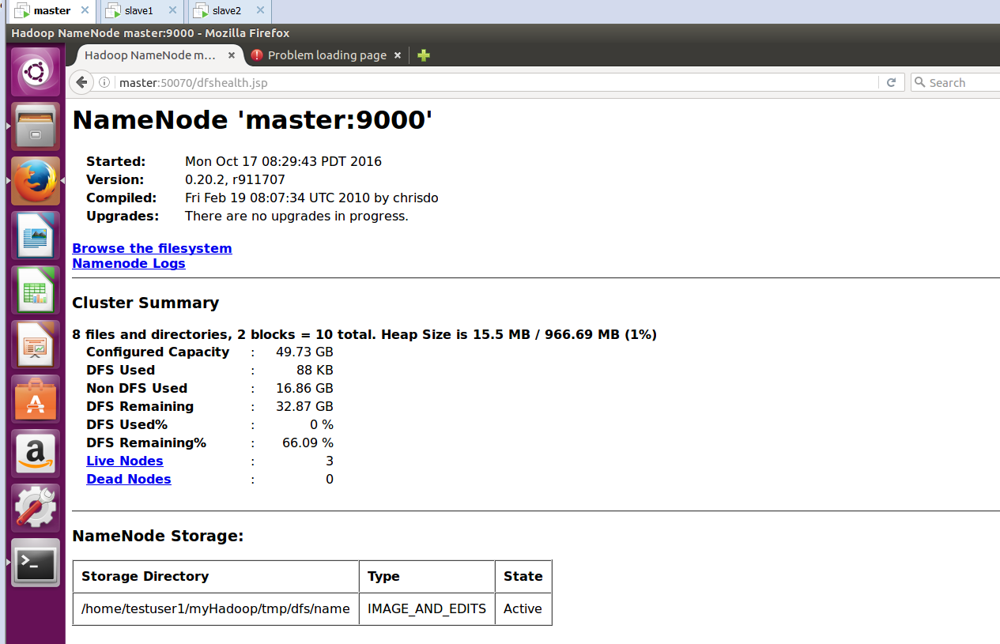 master slave1 slave2
Hadoop NameNode master:9000 - Mozilla Firefox
Hadoop NameNode m... Problem loading page
master:50070/dfshealth.jsp Search
NameNode 'master:9000'
Started: Mon Oct 17 08:29:43 PDT 2016
Version: 0.20.2, r911707
Compiled: Fri Feb 19 08:07:34 UTC 2010 by chrisdo
Upgrades: There are no upgrades in progress.
Browse the filesystem
Namenode Logs
Cluster Summary
8 files and directories, 2 blocks = 10 total. Heap Size is 15.5 MB / 966.69 MB (1%)
Configured Capacity : 49.73 GB
DFS Used : 88 KB
Non DFS Used : 16.86 GB
DFS Remaining : 32.87 GB
DFS Used% : 0 %
DFS Remaining% : 66.09 %
Live Nodes : 3
Dead Nodes : 0
NameNode Storage:
Storage Directory Type State
/home/testuser1/myHadoop/tmp/dfs/name IMAGE_AND_EDITS Active